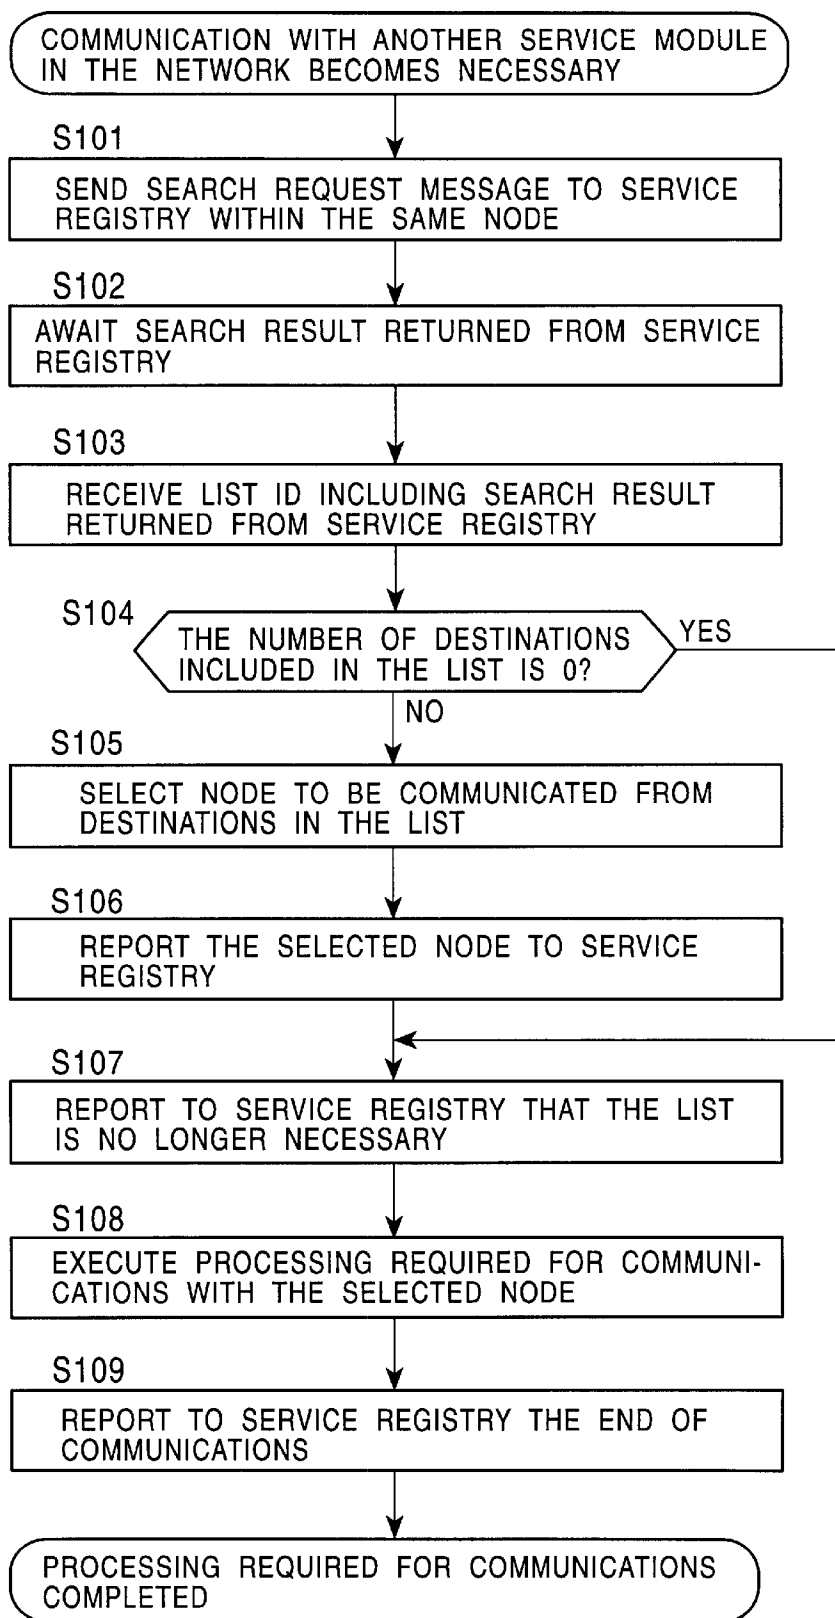 COMMUNICATION WITH ANOTHER SERVICE MODULE
IN THE NETWORK BECOMES NECESSARY
S101
SEND SEARCH REQUEST MESSAGE TO SERVICE
REGISTRY WITHIN THE SAME NODE
S102
AWAIT SEARCH RESULT RETURNED FROM SERVICE
REGISTRY
S103
RECEIVE LIST ID INCLUDING SEARCH RESULT
RETURNED FROM SERVICE REGISTRY
S104
THE NUMBER OF DESTINATIONS
INCLUDED IN THE LIST IS 0?
YES
NO
S105
SELECT NODE TO BE COMMUNICATED FROM
DESTINATIONS IN THE LIST
S106
REPORT THE SELECTED NODE TO SERVICE
REGISTRY
S107
REPORT TO SERVICE REGISTRY THAT THE LIST
IS NO LONGER NECESSARY
S108
EXECUTE PROCESSING REQUIRED FOR COMMUNI-
CATIONS WITH THE SELECTED NODE
S109
REPORT TO SERVICE REGISTRY THE END OF
COMMUNICATIONS
PROCESSING REQUIRED FOR COMMUNICATIONS
COMPLETED